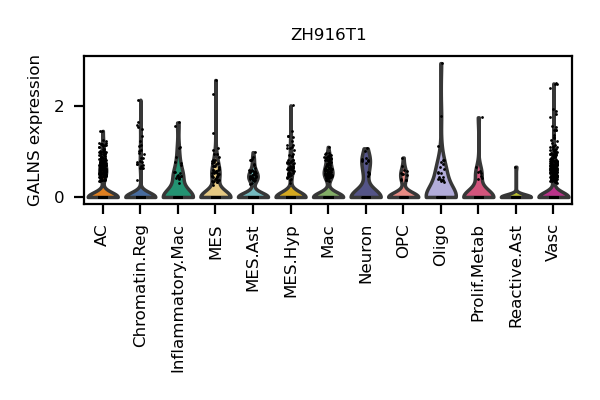 ZH916T1
GALNS expression
2
0
AC
Chromatin.Reg
Inflammatory.Mac
MES
MES.Ast
MES.Hyp
Mac
Neuron
OPC
Oligo
Prolif.Metab
Reactive.Ast
Vasc